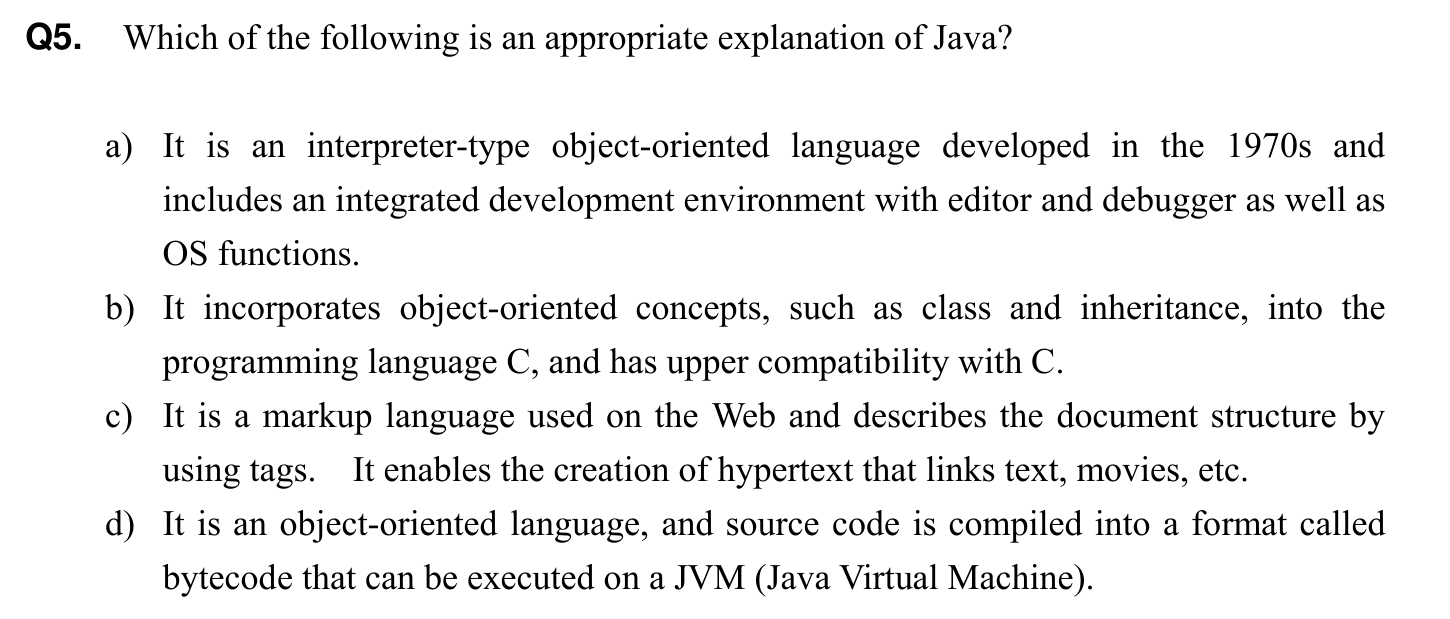 Q5. Which of the following is an appropriate explanation of Java?
a) It is an interpreter-type object-oriented language developed in the 1970s and
includes an integrated development environment with editor and debugger as well as
OS functions.
b) It incorporates object-oriented concepts, such as class and inheritance, into the
programming language C, and has upper compatibility with C.
c) It is a markup language used on the Web and describes the document structure by
using tags. It enables the creation of hypertext that links text, movies, etc.
d) It is an object-oriented language, and source code is compiled into a format called
bytecode that can be executed on a JVM (Java Virtual Machine).